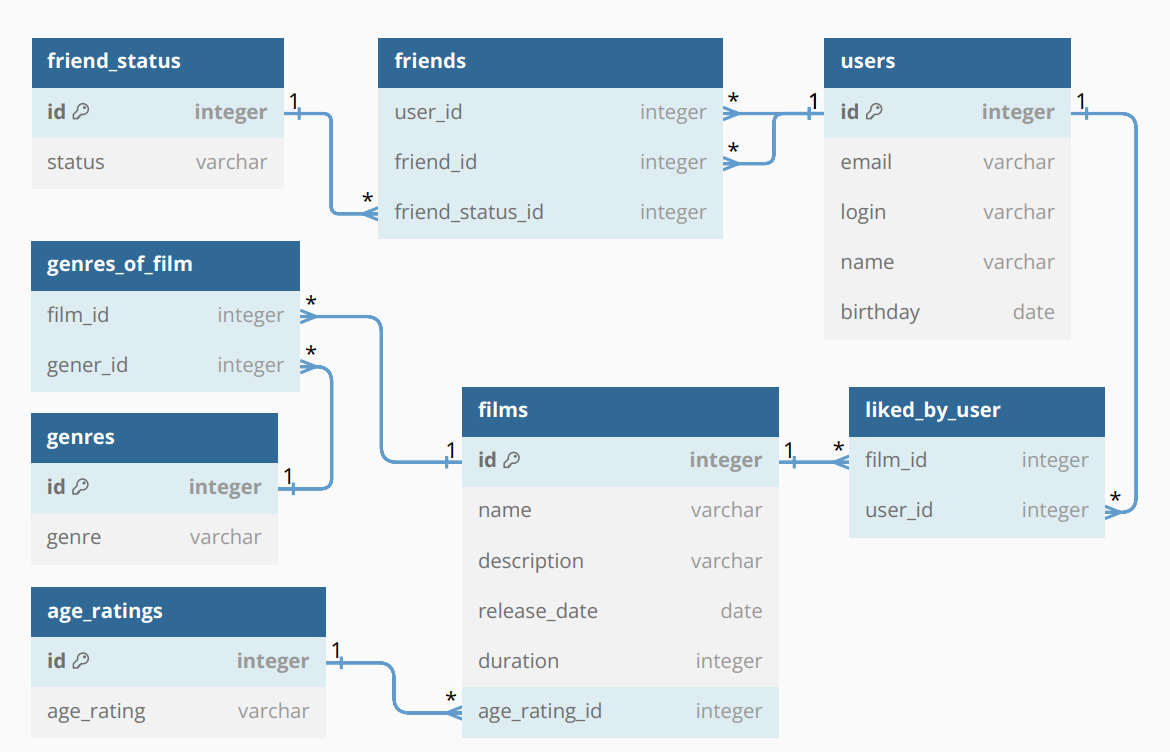 friend_status
id integer
status varchar
friends
user_id integer
friend_id integer
friend_status_id integer
users
id integer
email varchar
login varchar
name varchar
birthday date
genres_of_film
film_id integer
gener_id integer
genres
id integer
genre varchar
films
id integer
name varchar
description varchar
release_date date
duration integer
age_rating_id integer
liked_by_user
film_id integer
user_id integer
age_ratings
id integer
age_rating varchar
1
*
*
*
1
1
*
*
1
1
1
*
*
1
*